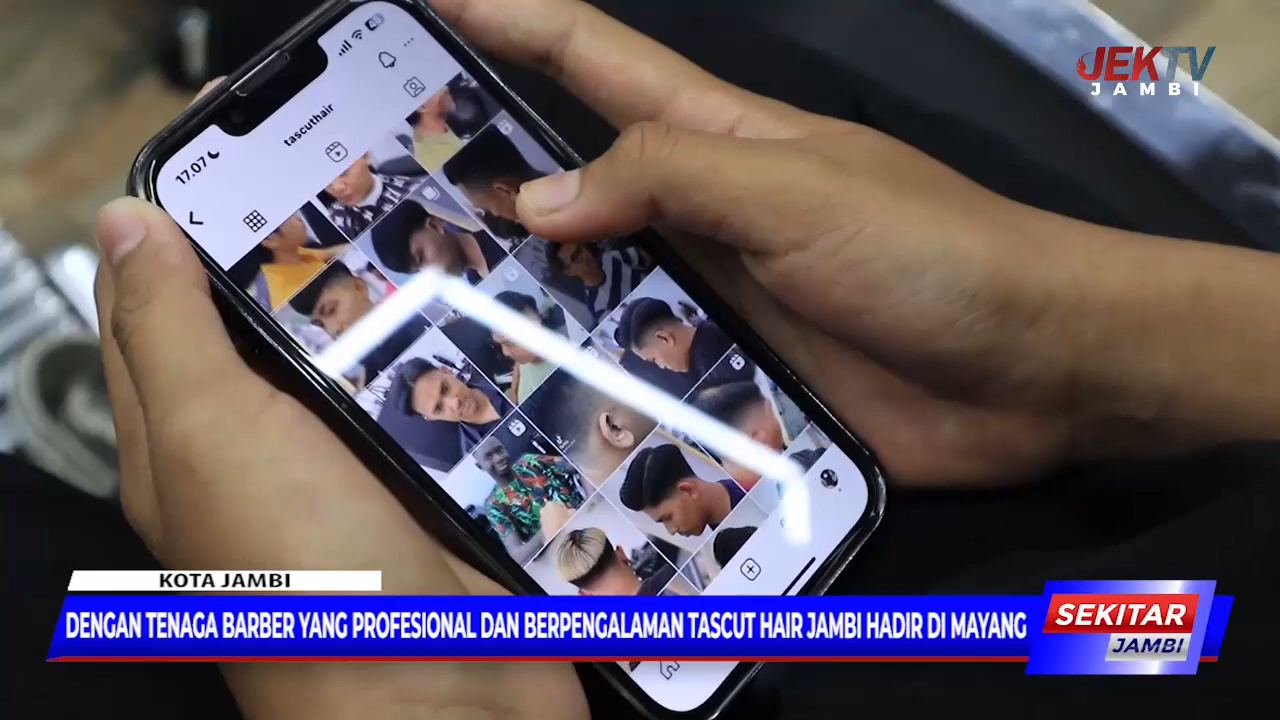 JEKTV
JAMBI
17.07
tascuthair
KOTA JAMBI
DENGAN TENAGA BARBER YANG PROFESIONAL DAN BERPENGALAMAN TASCUT HAIR JAMBI HADIR DI MAYANG
SEKITAR
JAMBI